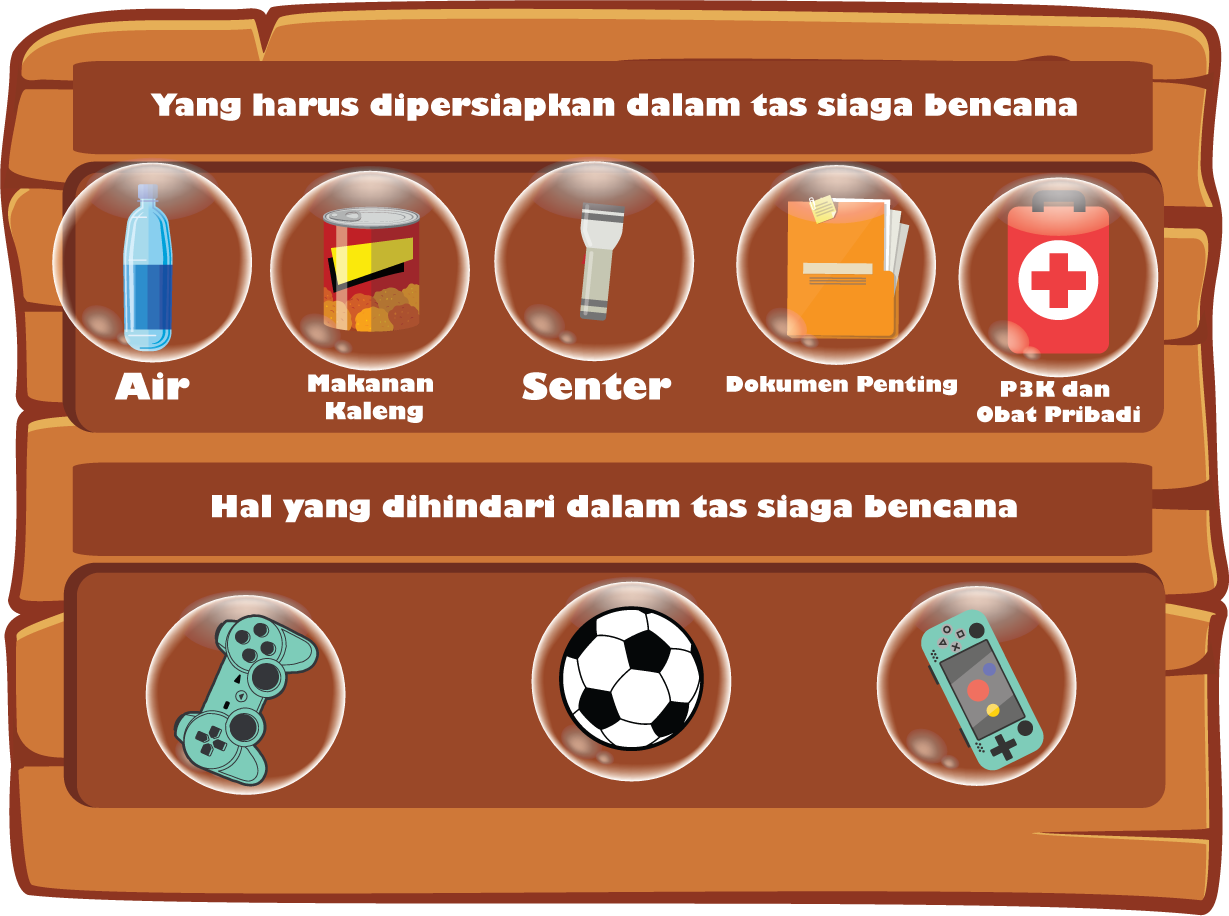 Yang harus dipersiapkan dalam tas siaga bencana
Air
Makanan
Kaleng
Senter
Dokumen Penting
P3K dan
Obat Pribadi
Hal yang dihindari dalam tas siaga bencana